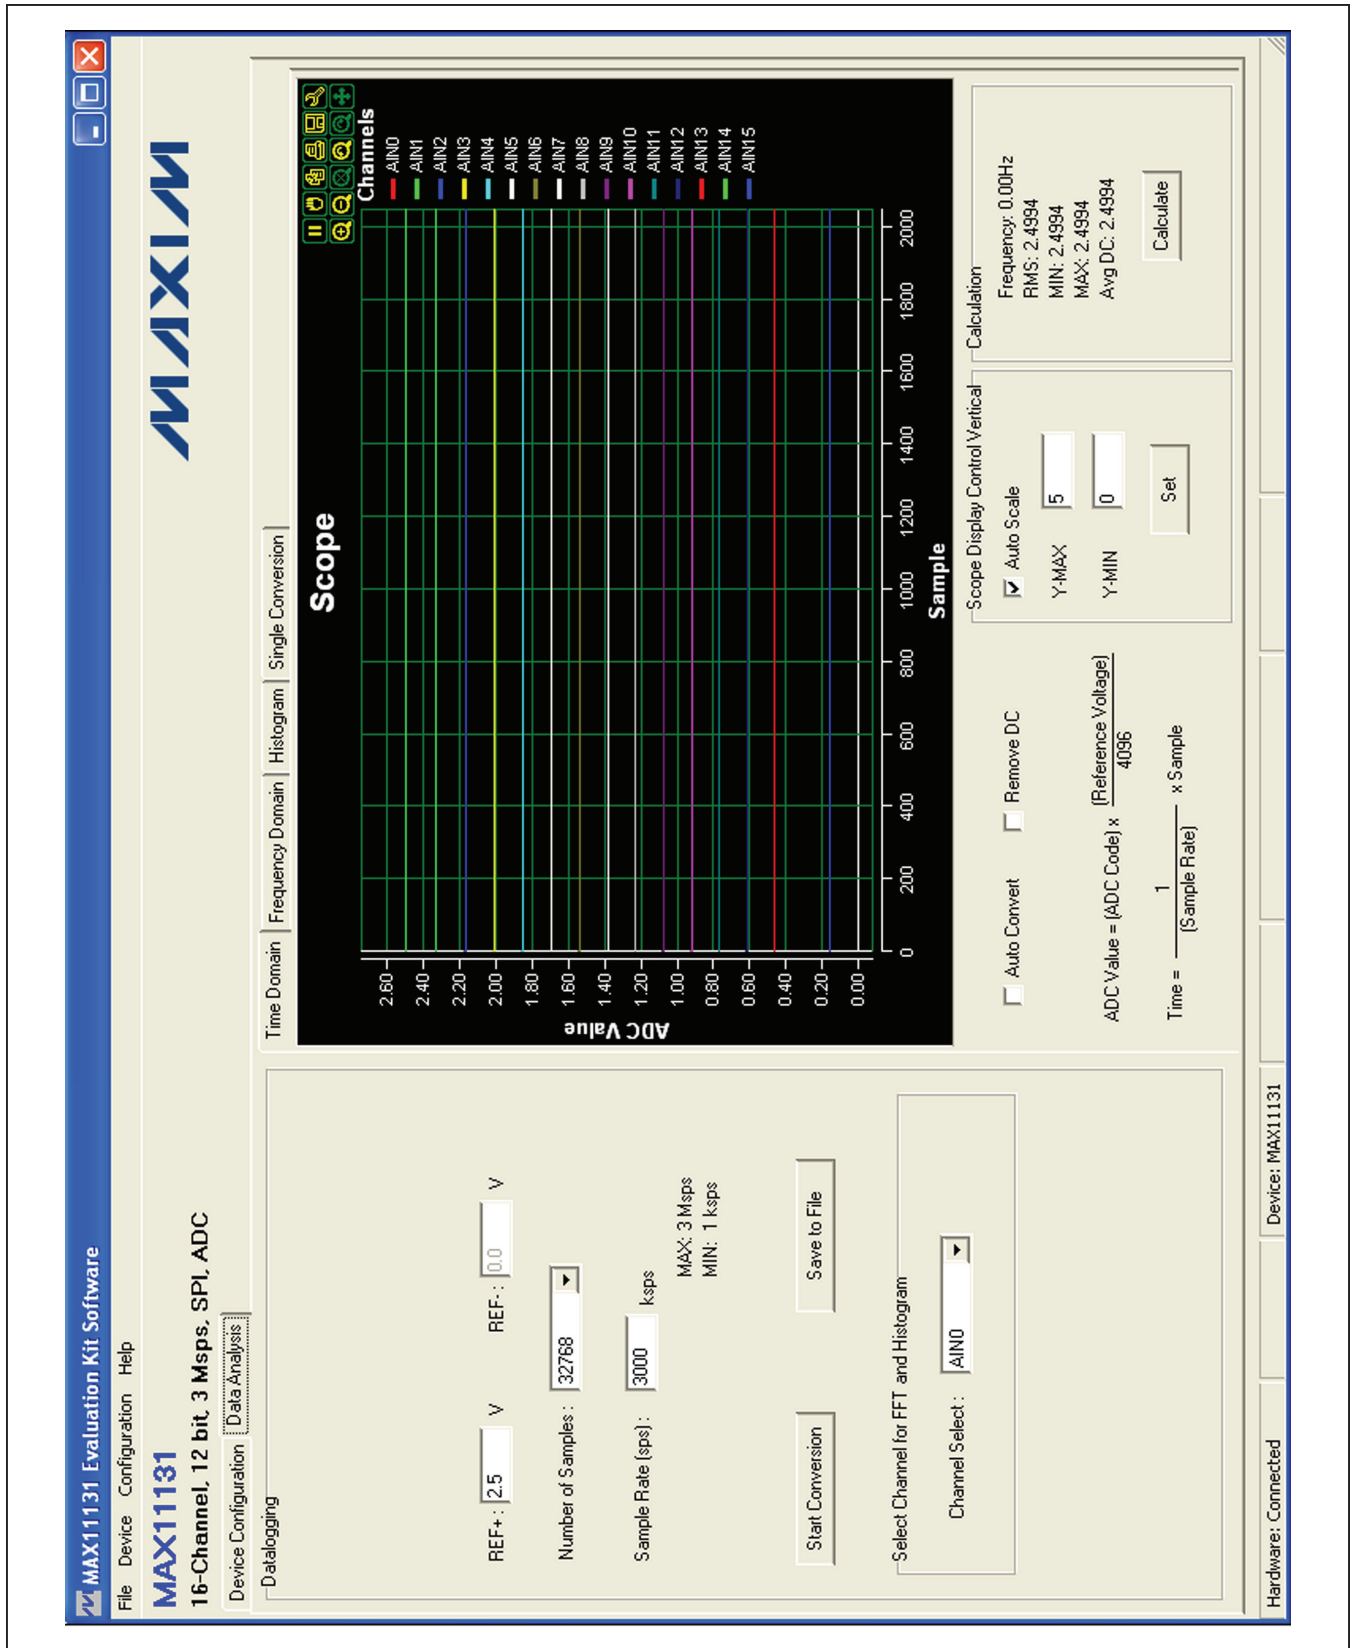 MAX11131 Evaluation Kit Software
File Device Configuration Help
MAXIM
MAX11131
16-Channel, 12 bit, 3 Msps, SPI, ADC
Device Configuration Data Analysis
Datalogging
REF+ : 2.5 V REF- : 0.0 V
Number of Samples : 32768
Sample Rate (sps) : 3000 ksps
MAX: 3 Msps
MIN: 1 ksps
Start Conversion Save to File
Select Channel for FFT and Histogram
Channel Select : AIN0
Time Domain Frequency Domain Histogram Single Conversion
Scope
Channels
AIN0
AIN1
AIN2
AIN3
AIN4
AIN5
AIN6
AIN7
AIN8
AIN9
AIN10
AIN11
AIN12
AIN13
AIN14
AIN15
ADC Value
2.60
2.40
2.20
2.00
1.80
1.60
1.40
1.20
1.00
0.80
0.60
0.40
0.20
0.00
0 200 400 600 800 1000 1200 1400 1600 1800 2000
Sample
Auto Convert Remove DC
ADC Value = (ADC Code) x (Reference Voltage)
4096
Time = 1 x Sample
(Sample Rate)
Scope Display Control Vertical
Auto Scale
Y-MAX 5
Y-MIN 0
Set
Calculation
Frequency: 0.00Hz
RMS: 2.4994
MIN: 2.4994
MAX: 2.4994
Avg DC: 2.4994
Calculate
Hardware: Connected Device: MAX11131